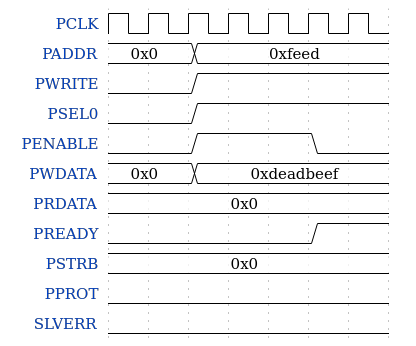 PCLK
PADDR 0x0 0xfeed
PWRITE
PSEL0
PENABLE
PWDATA 0x0 0xdeadbeef
PRDATA 0x0
PREADY
PSTRB 0x0
PPROT
SLVERR